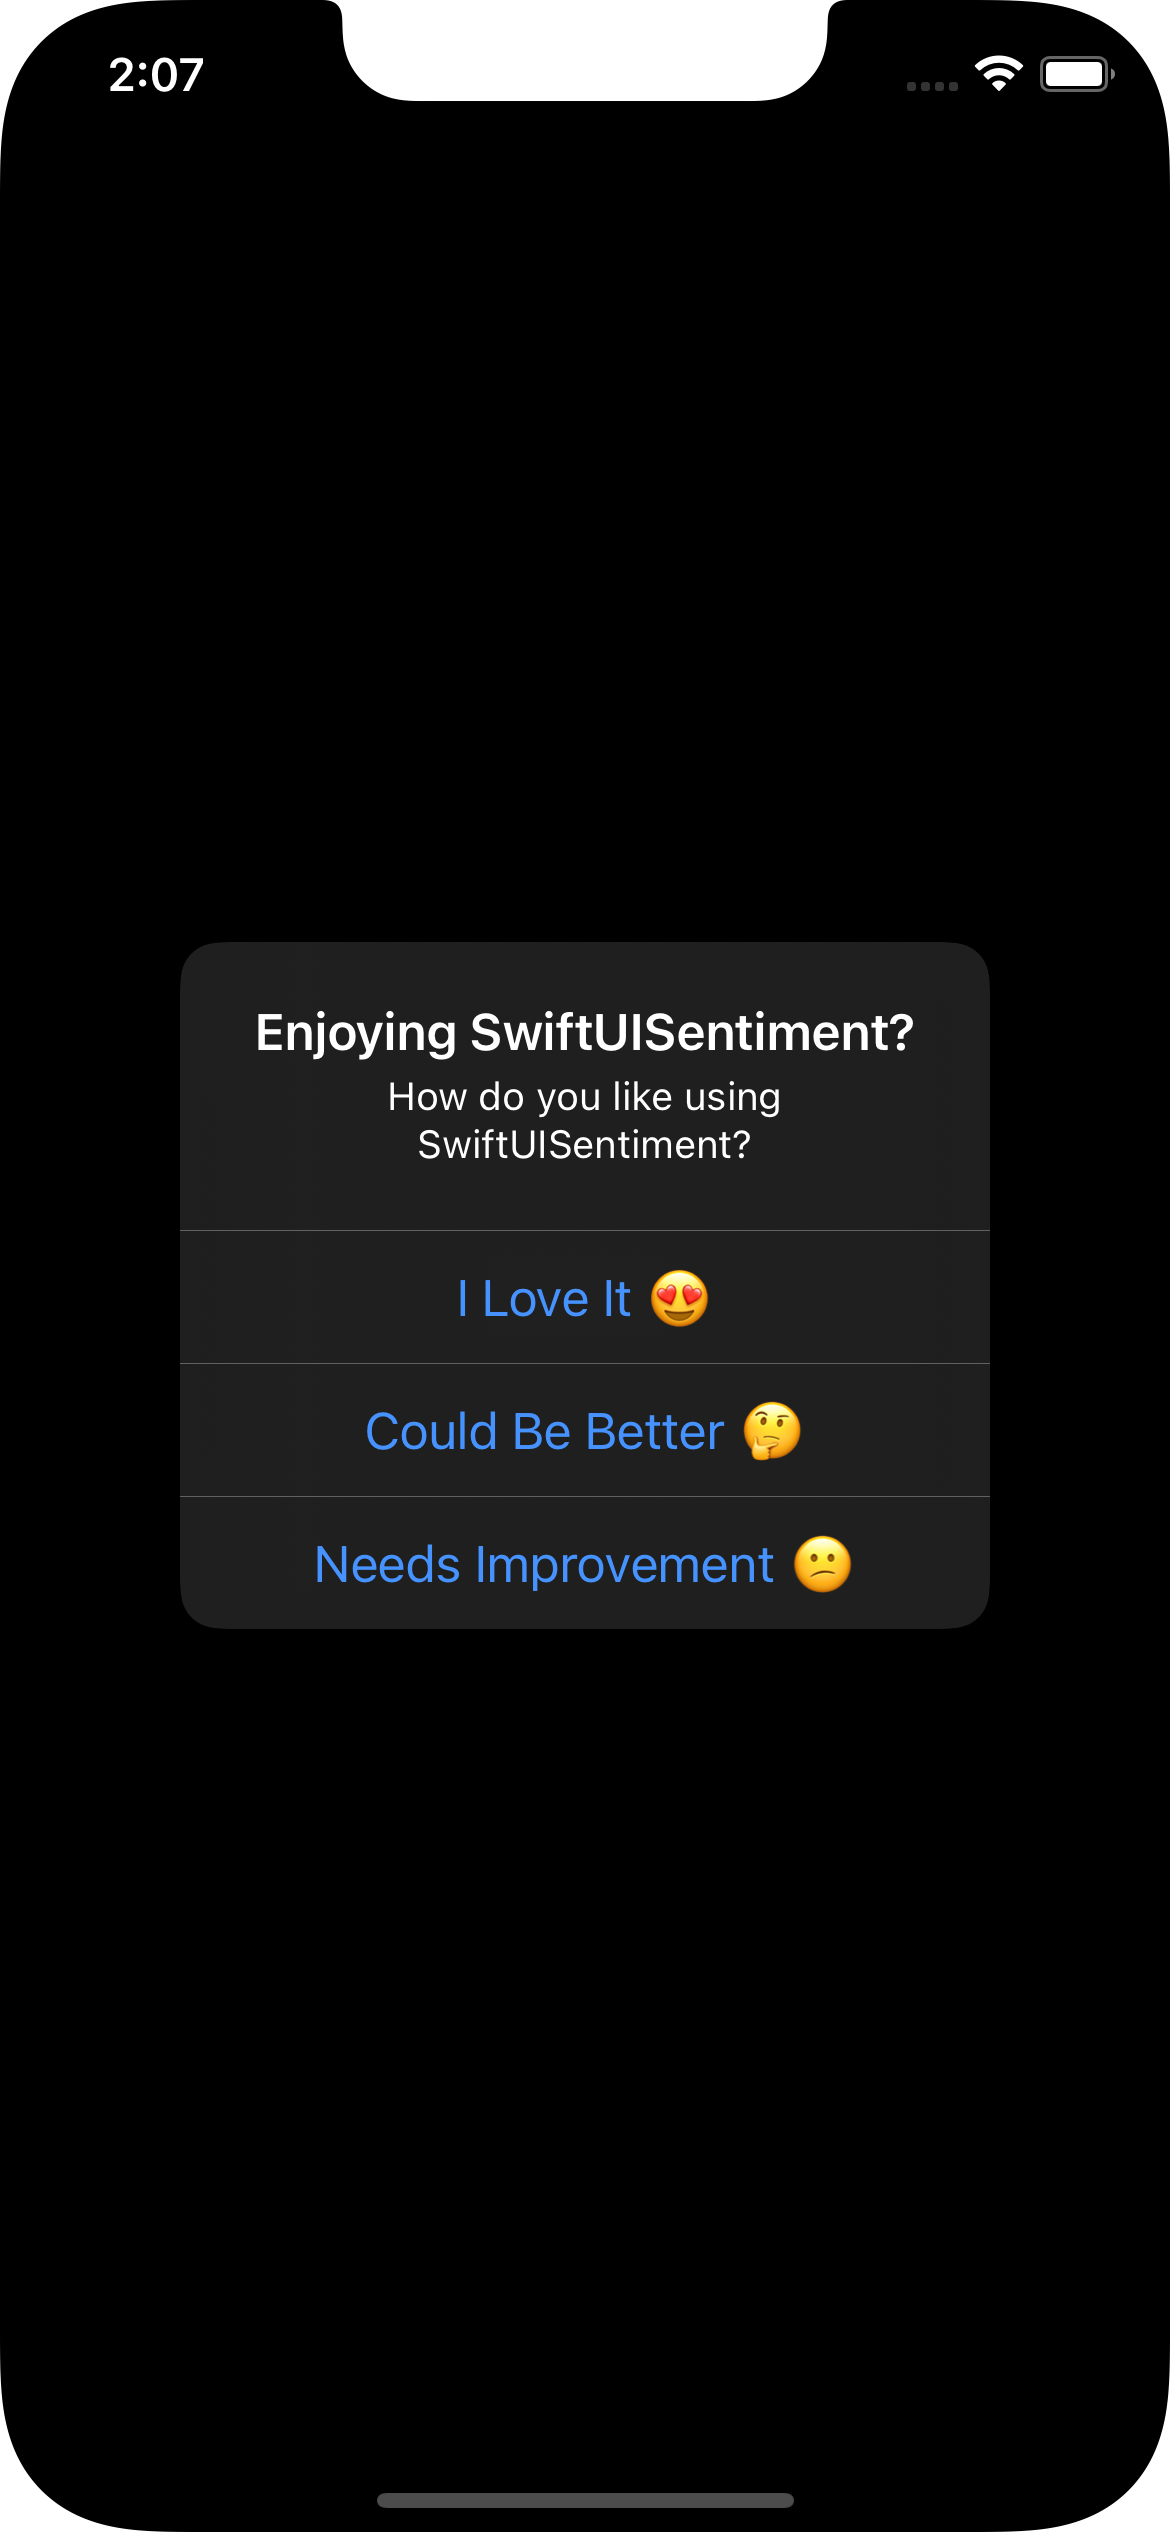 2:07
Enjoying SwiftUISentiment?
How do you like using
SwiftUISentiment?
I Love It 😍
Could Be Better 🤔
Needs Improvement 😕